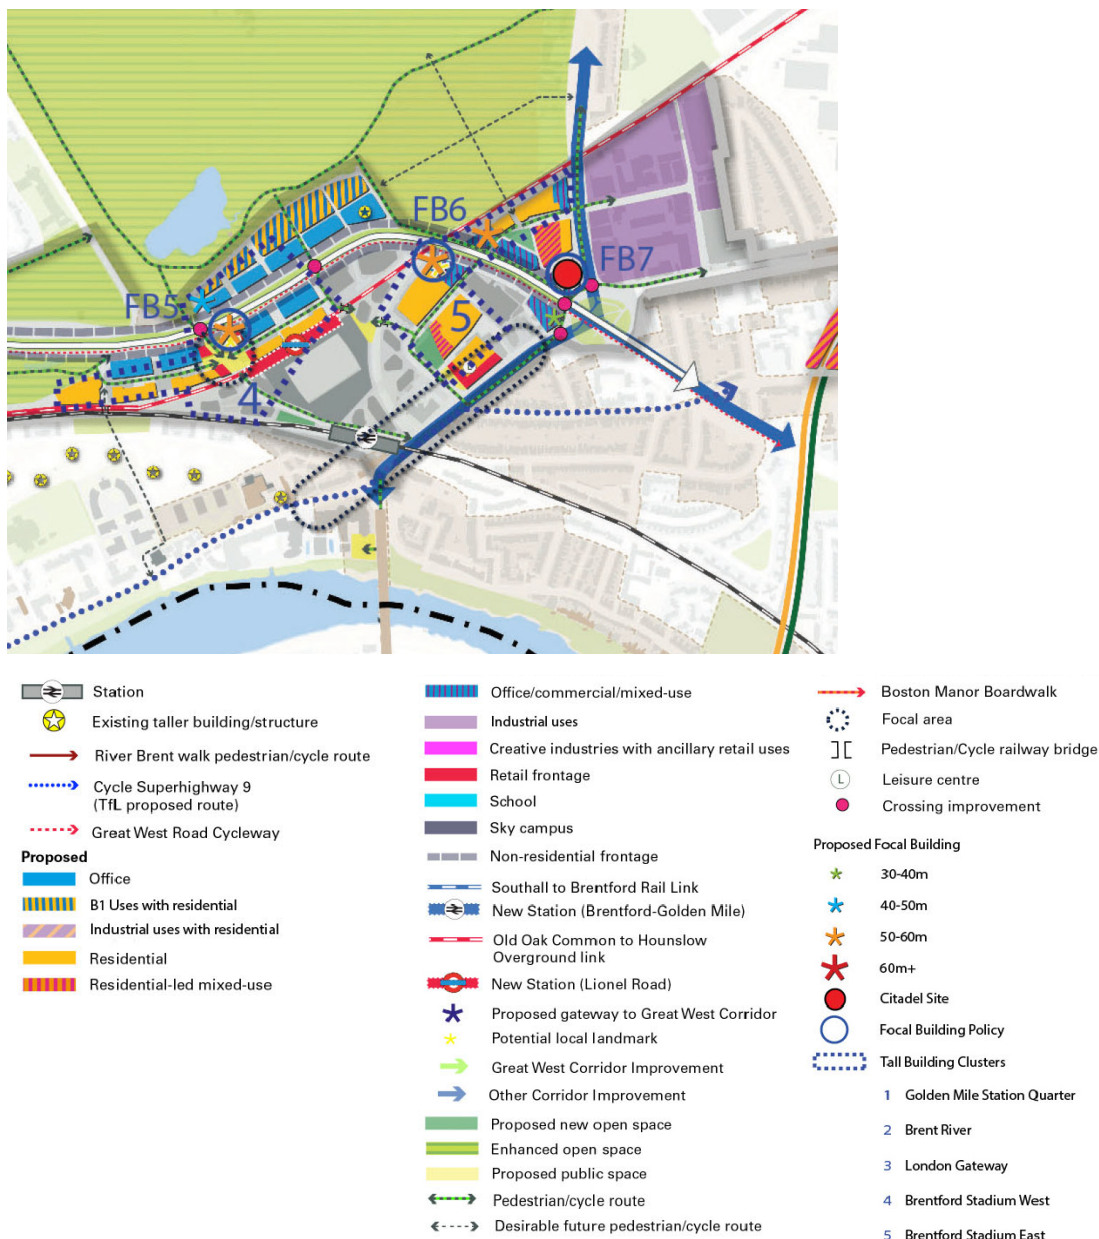 FB6
FB7
FB5
5
4
L
Station
Existing taller building/structure
River Brent walk pedestrian/cycle route
Cycle Superhighway 9
(TfL proposed route)
Great West Road Cycleway
Proposed
Office
B1 Uses with residential
Industrial uses with residential
Residential
Residential-led mixed-use
Office/commercial/mixed-use
Industrial uses
Creative industries with ancillary retail uses
Retail frontage
School
Sky campus
Non-residential frontage
Southall to Brentford Rail Link
New Station (Brentford-Golden Mile)
Old Oak Common to Hounslow
Overground link
New Station (Lionel Road)
Proposed gateway to Great West Corridor
Potential local landmark
Great West Corridor Improvement
Other Corridor Improvement
Proposed new open space
Enhanced open space
Proposed public space
Pedestrian/cycle route
Desirable future pedestrian/cycle route
Boston Manor Boardwalk
Focal area
Pedestrian/Cycle railway bridge
L Leisure centre
Crossing improvement
Proposed Focal Building
30-40m
40-50m
50-60m
60m+
Citadel Site
Focal Building Policy
Tall Building Clusters
1 Golden Mile Station Quarter
2 Brent River
3 London Gateway
4 Brentford Stadium West
5 Brentford Stadium East